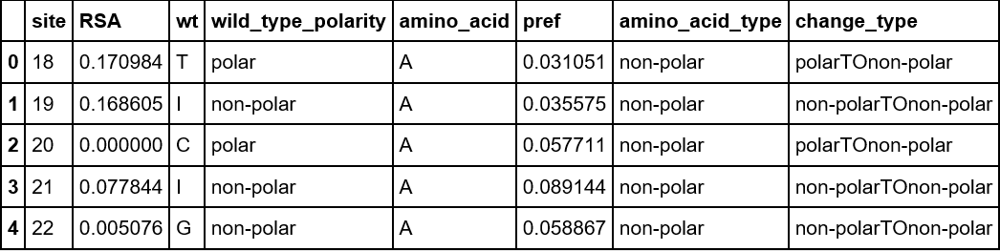 site RSA wt wild_type_polarity amino_acid pref amino_acid_type change_type
0 18 0.170984 T polar A 0.031051 non-polar polarTOnon-polar
1 19 0.168605 I non-polar A 0.035575 non-polar non-polarTOnon-polar
2 20 0.000000 C polar A 0.057711 non-polar polarTOnon-polar
3 21 0.077844 I non-polar A 0.089144 non-polar non-polarTOnon-polar
4 22 0.005076 G non-polar A 0.058867 non-polar non-polarTOnon-polar